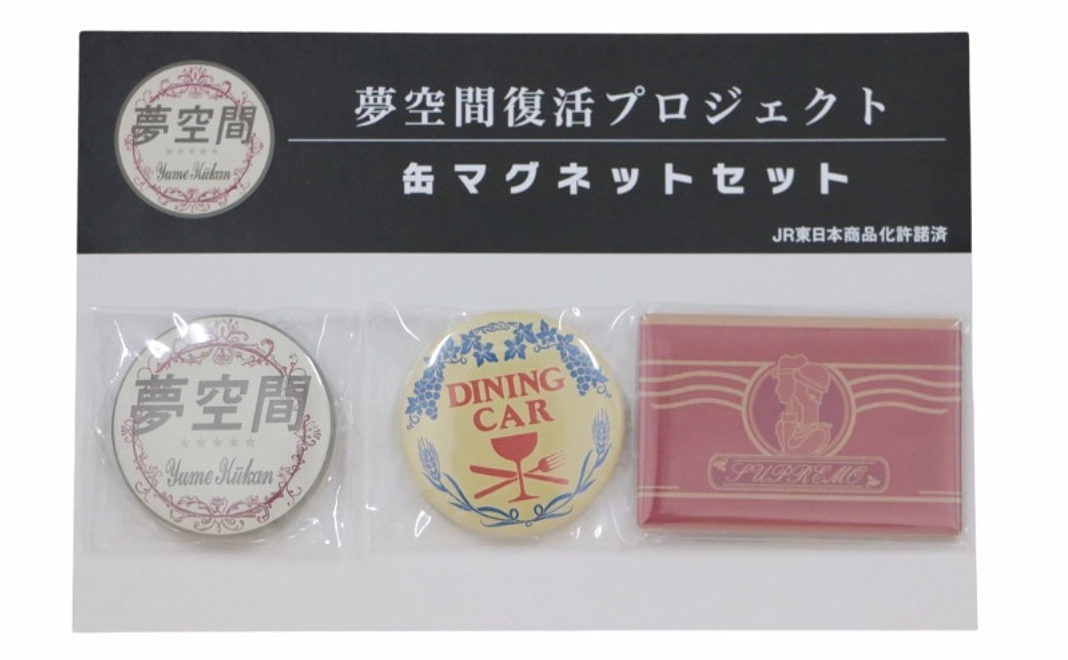 夢空間
★★★★★
Yume Kūkan
夢空間復活プロジェクト
缶マグネットセット
JR東日本商品化許諾済
夢空間
★★★★★
Yume Kūkan
DINING
CAR
SUPREME